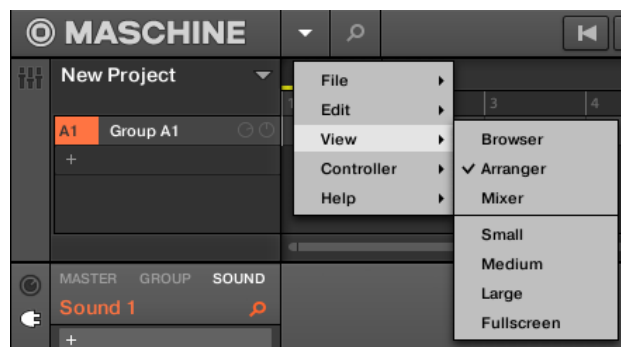 MASCHINE
New Project
File
Edit
View
Controller
Help
1
3
4
A1 Group A1
+
Browser
✓ Arranger
Mixer
Small
Medium
Large
Fullscreen
MASTER GROUP SOUND
Sound 1
+